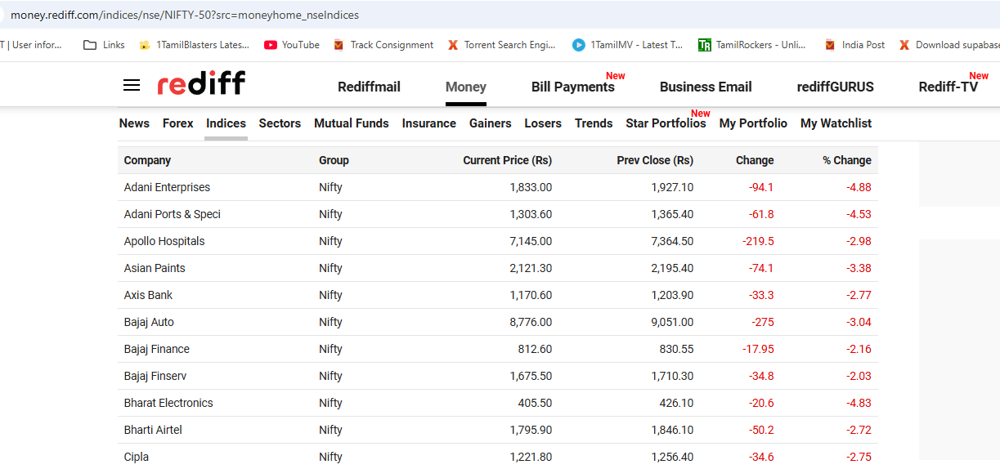 money.rediff.com/indices/nse/NIFTY-50?src=moneyhome_nseIndices
T | User infor... Links 1TamilBlasters Lates... YouTube Track Consignment Torrent Search Engi... 1TamilMV - Latest T... TR TamilRockers - Unli... India Post Download supabase
rediff Rediffmail Money Bill Payments New Business Email rediffGURUS Rediff-TV New
News Forex Indices Sectors Mutual Funds Insurance Gainers Losers Trends Star Portfolios New My Portfolio My Watchlist
Company Group Current Price (Rs) Prev Close (Rs) Change % Change
Adani Enterprises Nifty 1,833.00 1,927.10 -94.1 -4.88
Adani Ports & Speci Nifty 1,303.60 1,365.40 -61.8 -4.53
Apollo Hospitals Nifty 7,145.00 7,364.50 -219.5 -2.98
Asian Paints Nifty 2,121.30 2,195.40 -74.1 -3.38
Axis Bank Nifty 1,170.60 1,203.90 -33.3 -2.77
Bajaj Auto Nifty 8,776.00 9,051.00 -275 -3.04
Bajaj Finance Nifty 812.60 830.55 -17.95 -2.16
Bajaj Finserv Nifty 1,675.50 1,710.30 -34.8 -2.03
Bharat Electronics Nifty 405.50 426.10 -20.6 -4.83
Bharti Airtel Nifty 1,795.90 1,846.10 -50.2 -2.72
Cipla Nifty 1,221.80 1,256.40 -34.6 -2.75